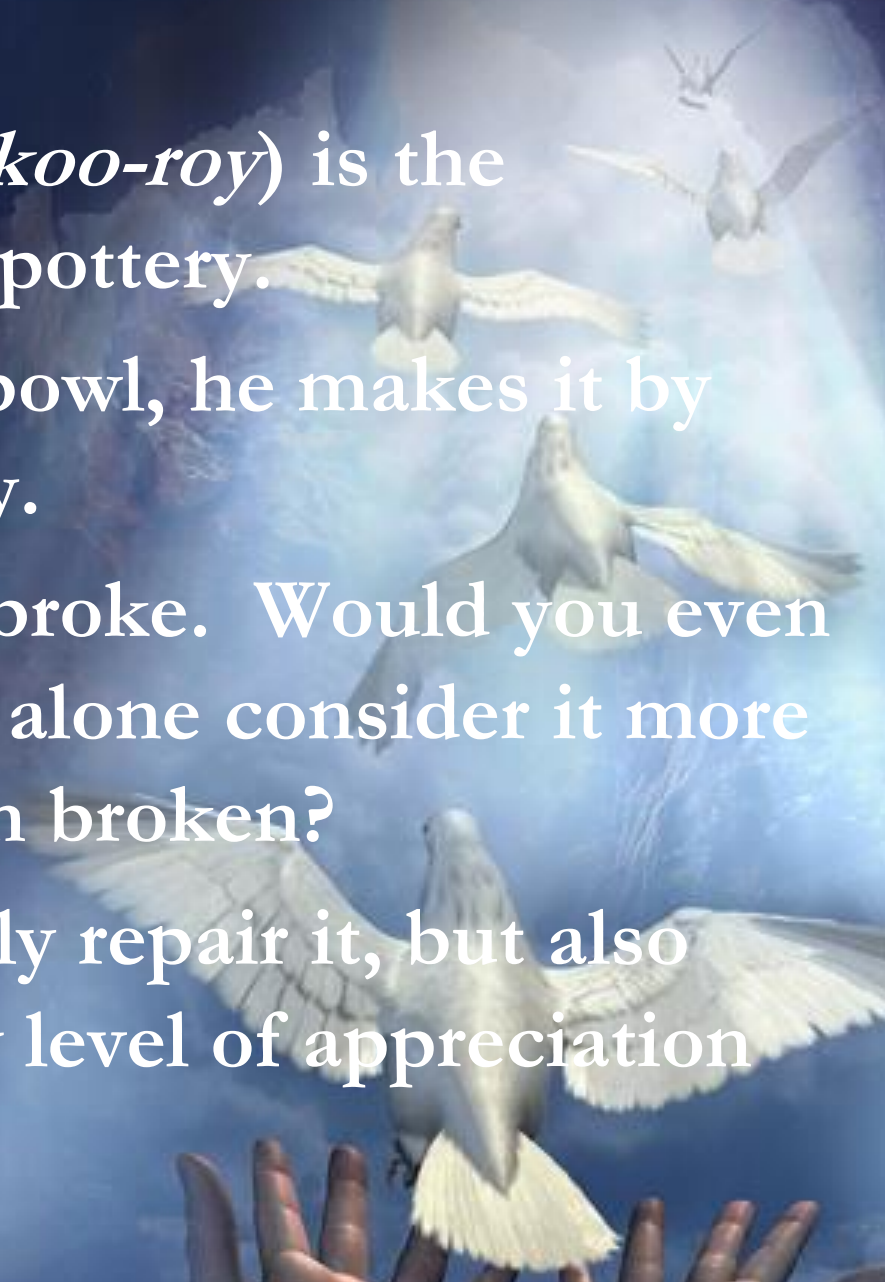 koo-roy) is the
pottery.
bowl, he makes it by
y.
broke. Would you even
alone consider it more
n broken?
ly repair it, but also
level of appreciation